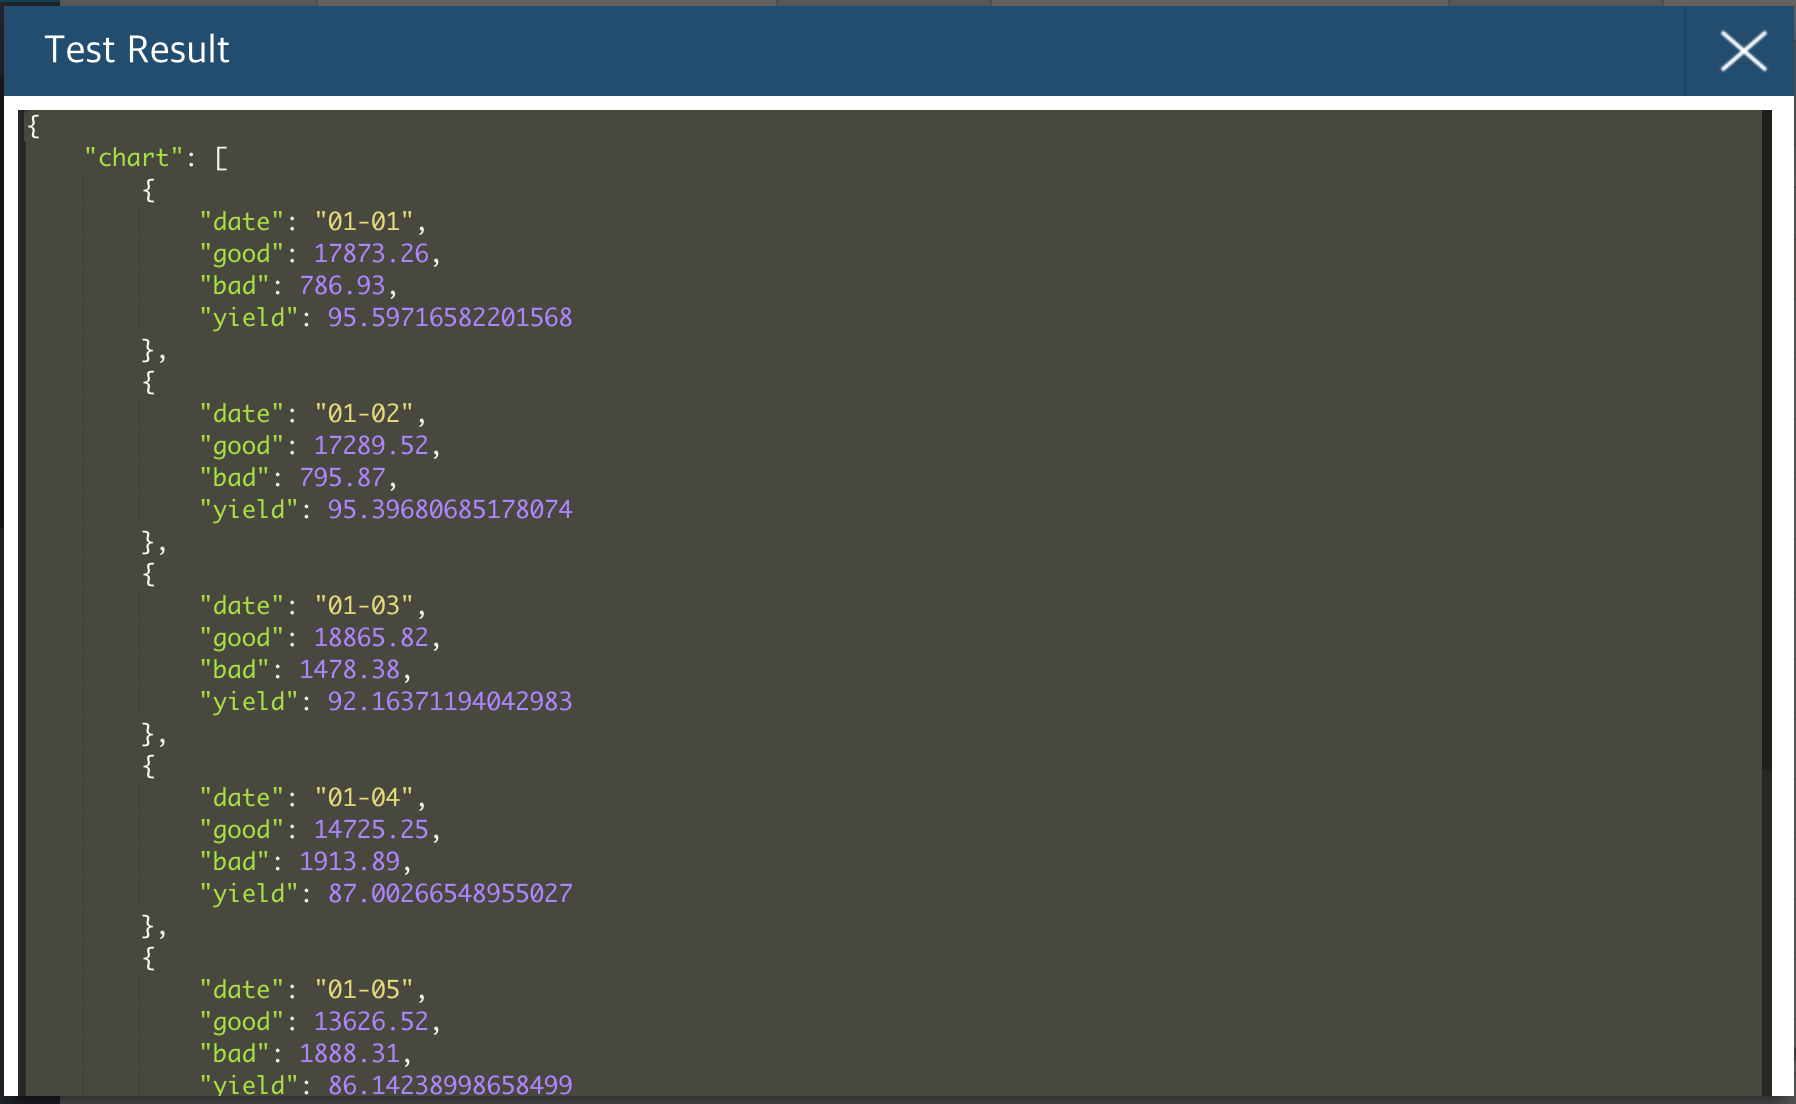 Test Result
{
"chart": [
{
"date": "01-01",
"good": 17873.26,
"bad": 786.93,
"yield": 95.59716582201568
},
{
"date": "01-02",
"good": 17289.52,
"bad": 795.87,
"yield": 95.39680685178074
},
{
"date": "01-03",
"good": 18865.82,
"bad": 1478.38,
"yield": 92.16371194042983
},
{
"date": "01-04",
"good": 14725.25,
"bad": 1913.89,
"yield": 87.00266548955027
},
{
"date": "01-05",
"good": 13626.52,
"bad": 1888.31,
"yield": 86.14238998658499